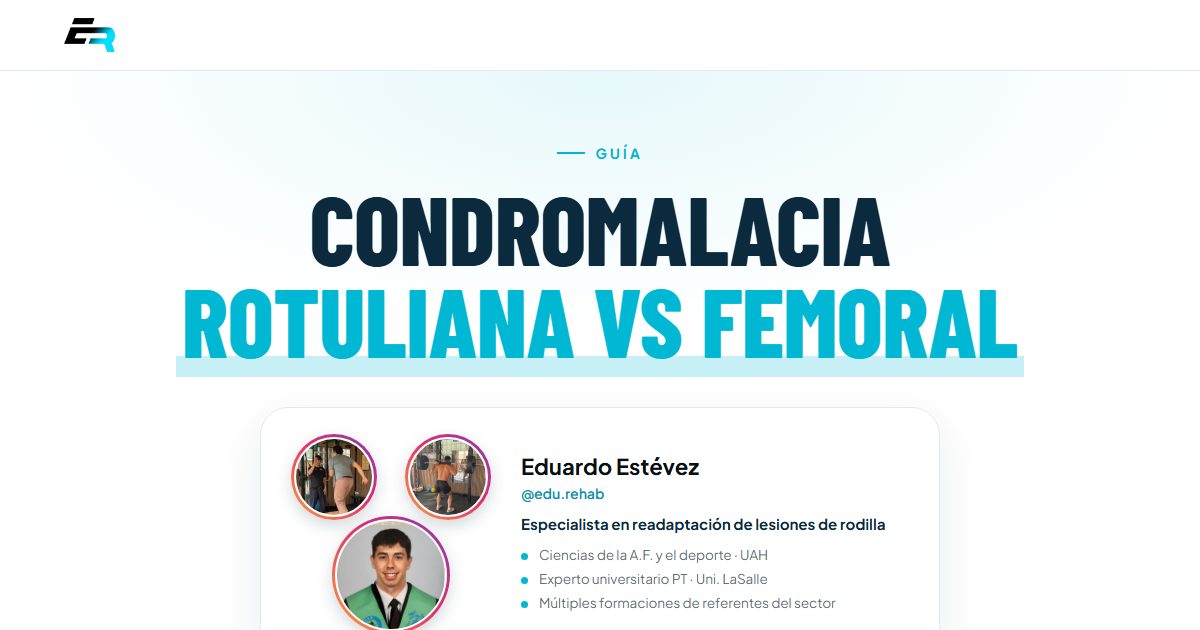 ER
GUÍA
CONDROMALACIA
ROTULIANA VS FEMORAL
Eduardo Estévez
@edu.rehab
Especialista en readaptación de lesiones de rodilla
Ciencias de la A.F. y el deporte · UAH
Experto universitario PT · Uni. LaSalle
Múltiples formaciones de referentes del sector